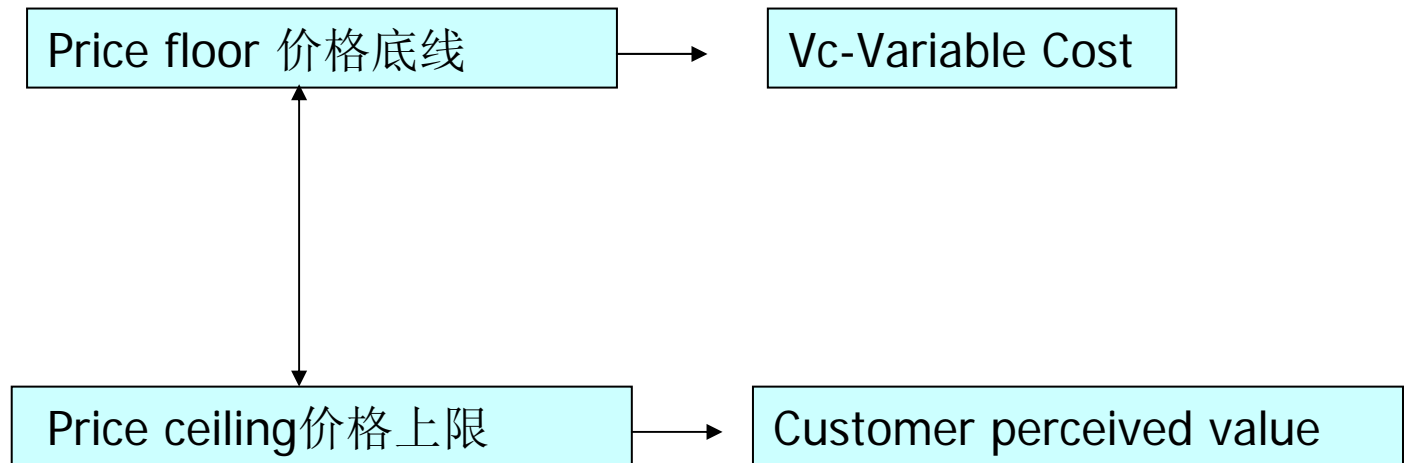 Price floor 价格底线
Vc-Variable Cost
Price ceiling价格上限
Customer perceived value